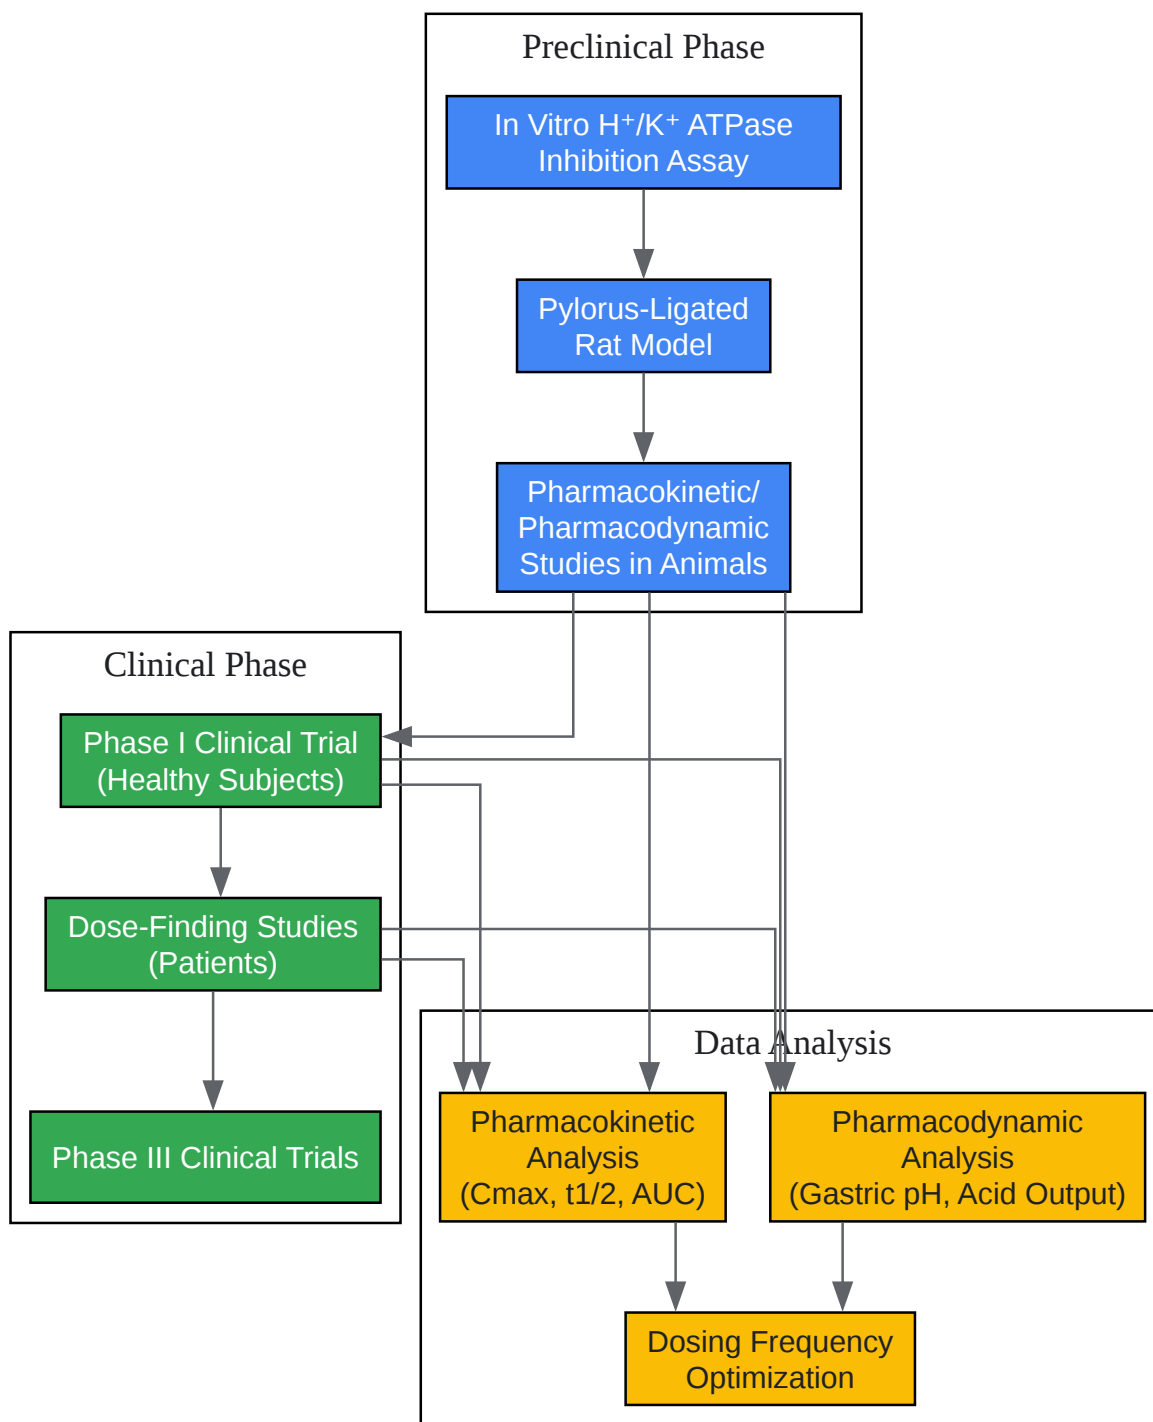 Preclinical Phase
In Vitro H⁺/K⁺ ATPase
Inhibition Assay
Pylorus-Ligated
Rat Model
Pharmacokinetic/
Pharmacodynamic
Studies in Animals
Clinical Phase
Phase I Clinical Trial
(Healthy Subjects)
Dose-Finding Studies
(Patients)
Phase III Clinical Trials
Data Analysis
Pharmacokinetic
Analysis
(Cmax, t1/2, AUC)
Pharmacodynamic
Analysis
(Gastric pH, Acid Output)
Dosing Frequency
Optimization